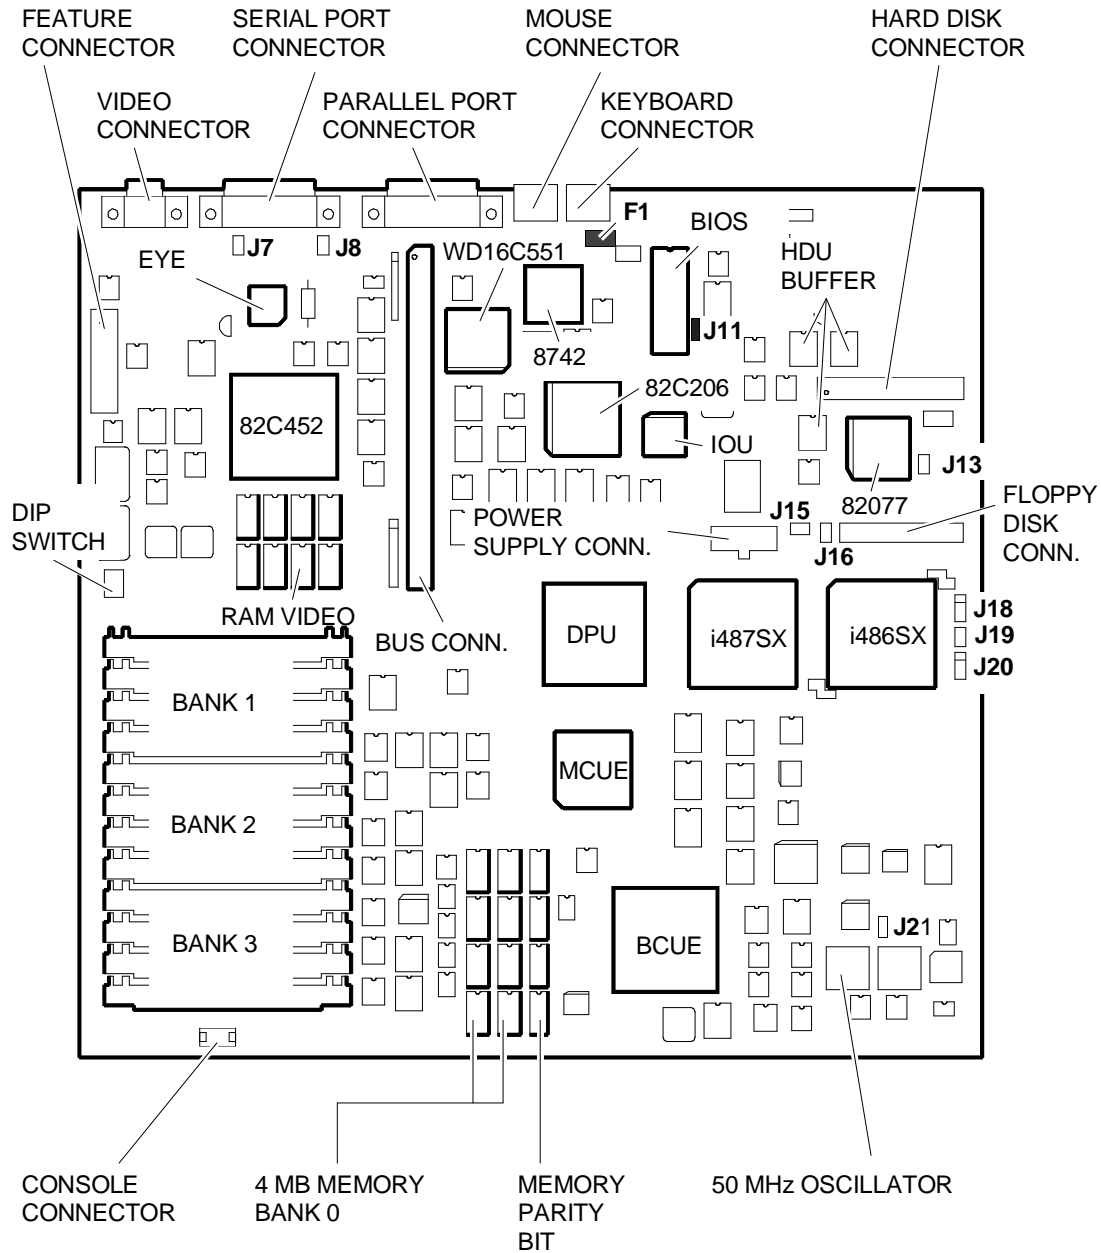 FEATURE
CONNECTOR
SERIAL PORT
CONNECTOR
MOUSE
CONNECTOR
HARD DISK
CONNECTOR
VIDEO
CONNECTOR
PARALLEL PORT
CONNECTOR
KEYBOARD
CONNECTOR
F1
BIOS
J7
J8
EYE
WD16C551
HDU
BUFFER
J11
8742
82C206
82C452
IOU
J13
82077
FLOPPY
DISK
CONN.
DIP
SWITCH
POWER
SUPPLY CONN.
J15
J16
RAM VIDEO
BUS CONN.
DPU
i487SX
i486SX
J18
J19
J20
BANK 1
MCUE
BANK 2
BANK 3
BCUE
J21
CONSOLE
CONNECTOR
4 MB MEMORY
BANK 0
MEMORY
PARITY
BIT
50 MHz OSCILLATOR